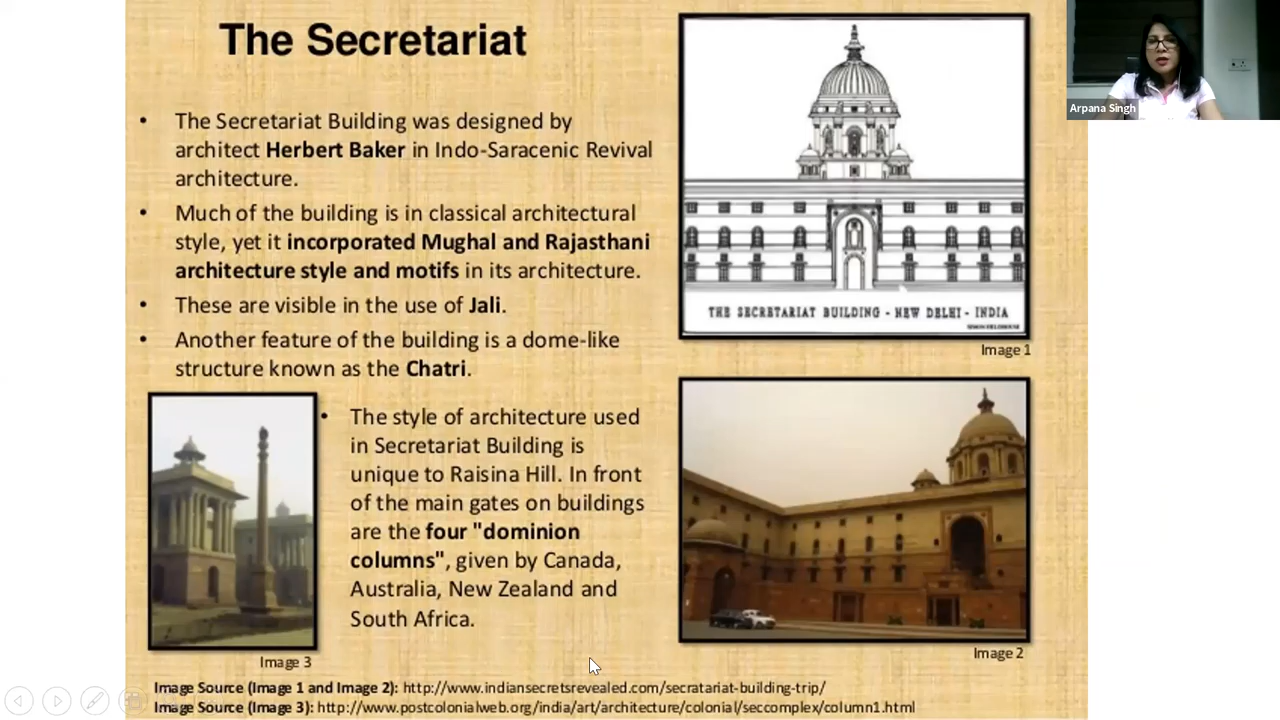 The Secretariat
The Secretariat Building was designed by
architect Herbert Baker in Indo-Saracenic Revival
architecture.
Much of the building is in classical architectural
style, yet it incorporated Mughal and Rajasthani
architecture style and motifs in its architecture.
These are visible in the use of Jali.
Another feature of the building is a dome-like
structure known as the Chatri.
The style of architecture used
in Secretariat Building is
unique to Raisina Hill. In front
of the main gates on buildings
are the four "dominion
columns", given by Canada,
Australia, New Zealand and
South Africa.
Image 3
THE SECRETARIAT BUILDING - NEW DELHI - INDIA
SIMON FIELDHOUSE
Image 1
Image 2
Image Source (Image 1 and Image 2): http://www.indiansecretsrevealed.com/secratariat-building-trip/
Image Source (Image 3): http://www.postcolonialweb.org/india/art/architecture/colonial/seccomplex/column1.html
Arpana Singh